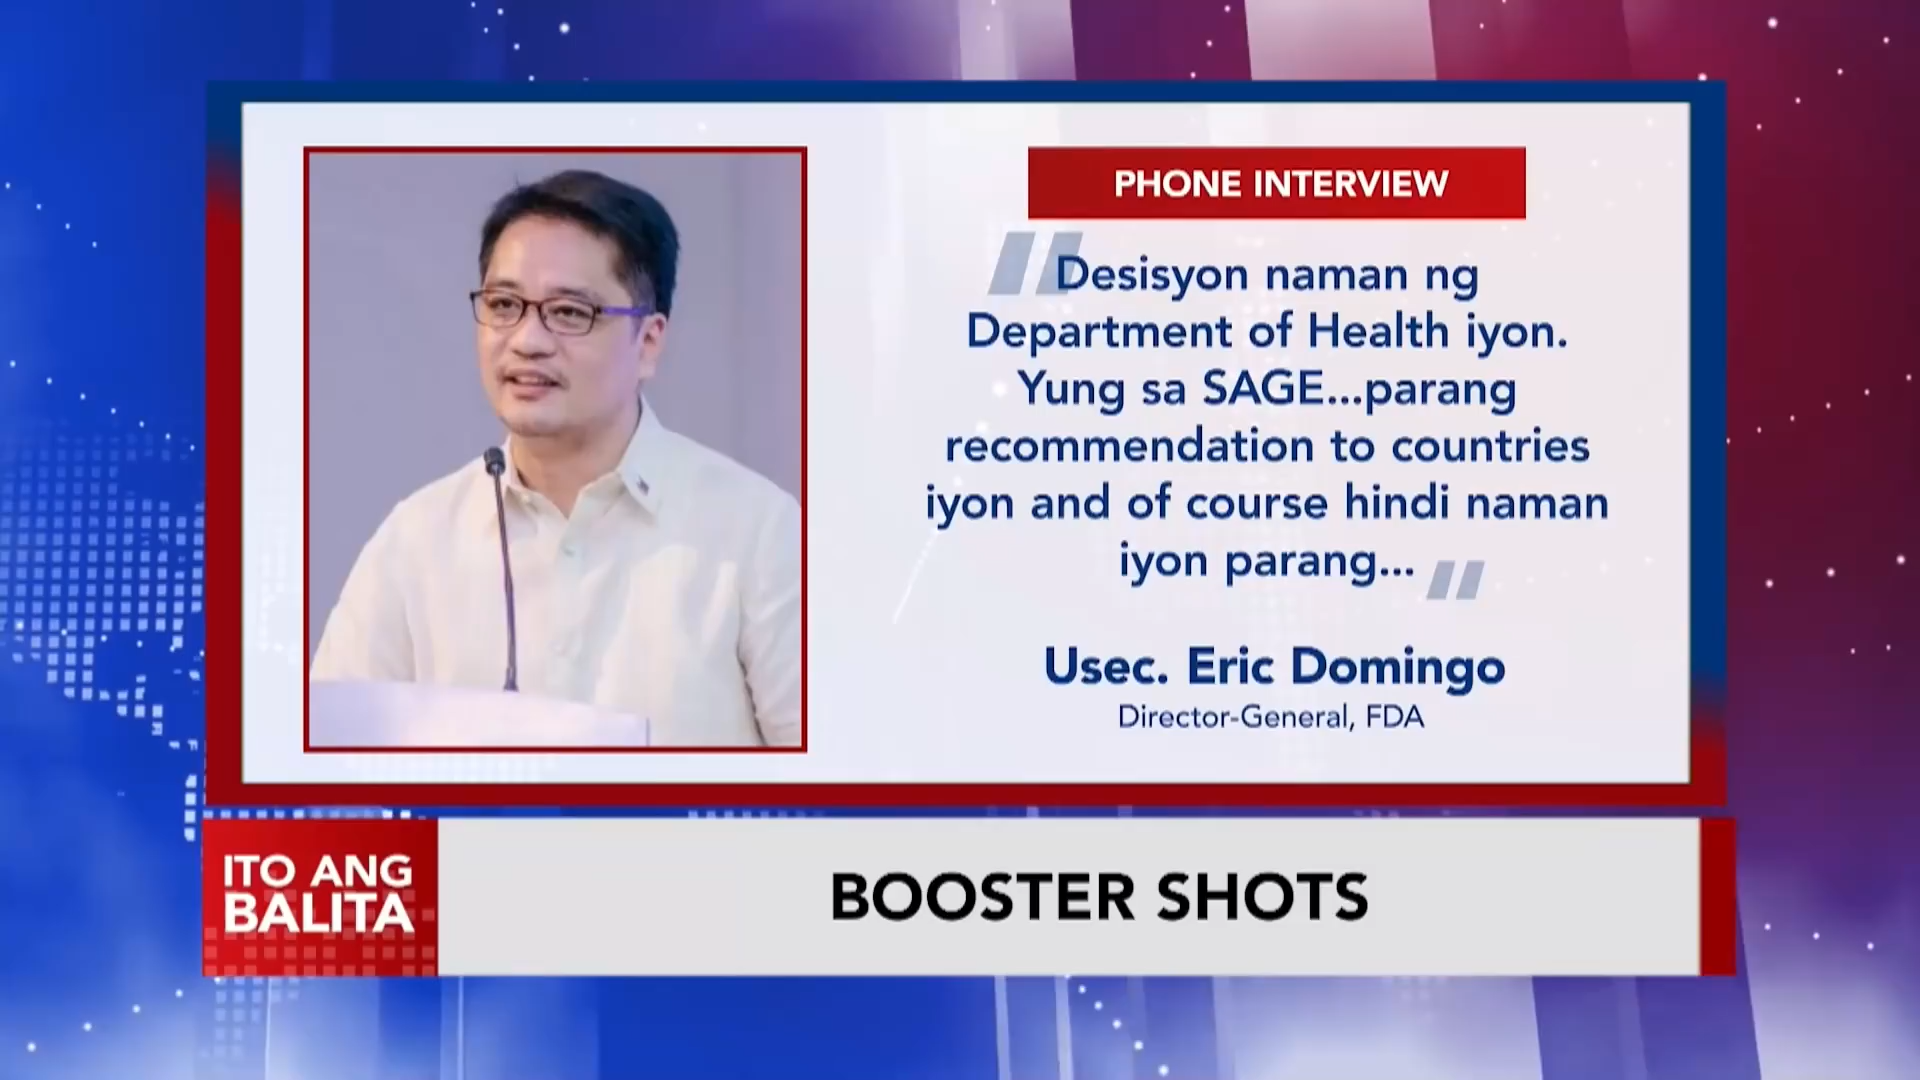 PHONE INTERVIEW
"Desisyon naman ng
Department of Health iyon.
Yung sa SAGE...parang
recommendation to countries
iyon and of course hindi naman
iyon parang..."
Usec. Eric Domingo
Director-General, FDA
ITO ANG
BALITA
BOOSTER SHOTS